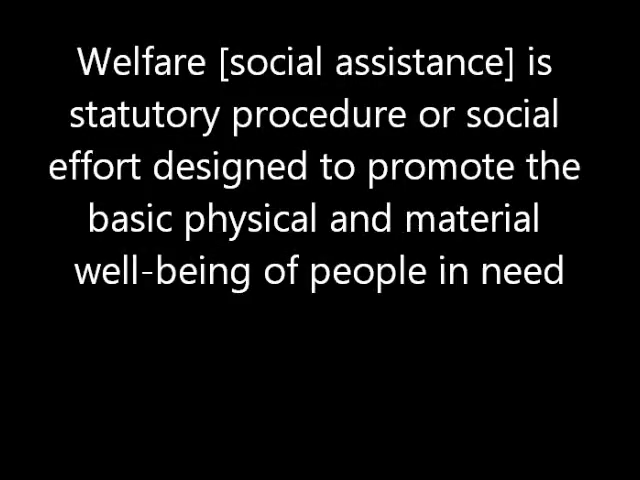 Welfare [social assistance] is
statutory procedure or social
effort designed to promote the
basic physical and material
well-being of people in need